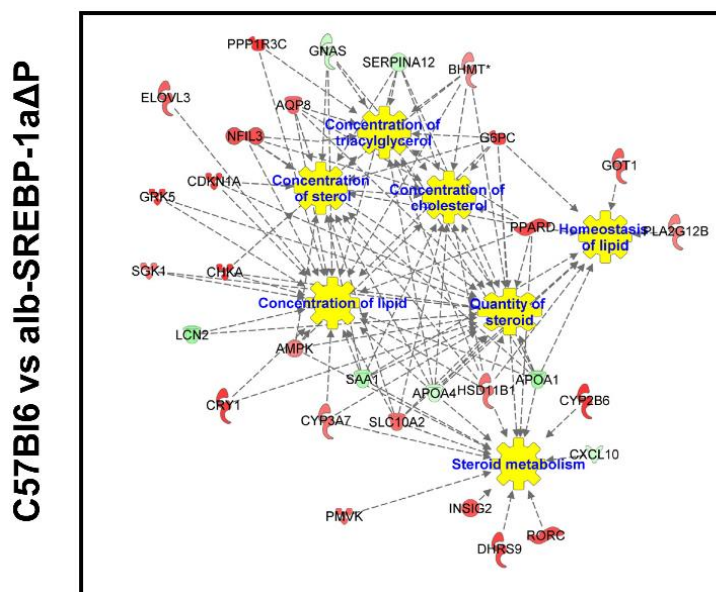 C57Bl6 vs alb-SREBP-1aΔP
PPP1R3C
GNAS
SERPINA12
BHMT*
ELOVL3
AQP8
NFIL3
Concentration of
triacylglycerol
G6PC
GOT1
CDKN1A
GRK5
Concentration
of sterol
Concentration of
cholesterol
PPARD
Homeostasis
of lipid
PLA2G12B
SGK1
CHKA
Concentration of lipid
Quantity of
steroid
LCN2
AMPK
SAA1
APOA4
HSD11B1
APOA1
CYP2B6
CRY1
CYP3A7
SLC10A2
CXCL10
Steroid metabolism
PMVK
INSIG2
RORC
DHRS9